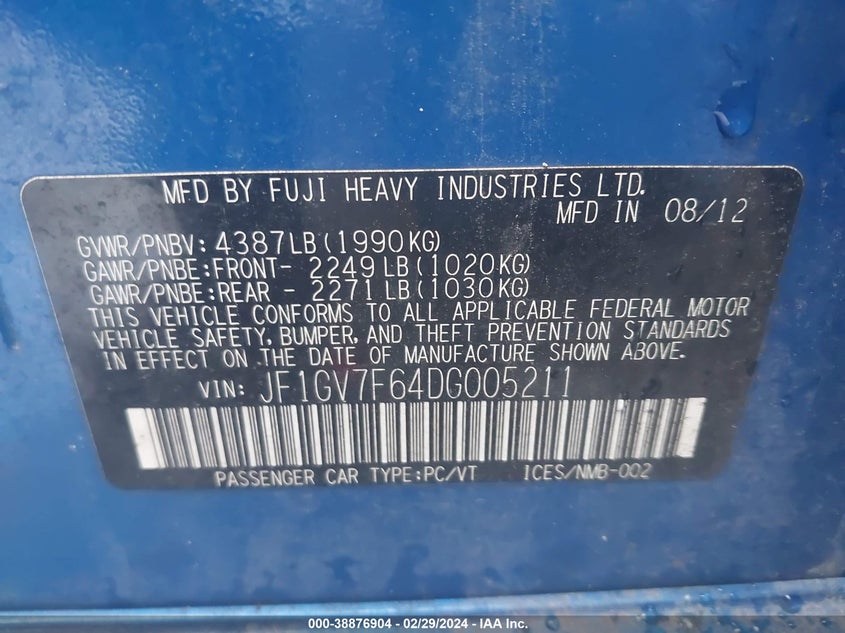 MFD BY FUJI HEAVY INDUSTRIES LTD.
MFD IN 08/12
GVWR/PNBV: 4387LB(1990KG)
GAWR/PNBE:FRONT- 2249LB(1020KG)
GAWR/PNBE:REAR - 2271LB(1030KG)
THIS VEHICLE CONFORMS TO ALL APPLICABLE FEDERAL MOTOR
VEHICLE SAFETY, BUMPER, AND THEFT PREVENTION STANDARDS
IN EFFECT ON THE DATE OF MANUFACTURE SHOWN ABOVE.
VIN: JF1GV7F64DG005211
PASSENGER CAR TYPE:PC/VT ICES/NMB-002
000-38876904 - 02/29/2024 - IAA Inc.